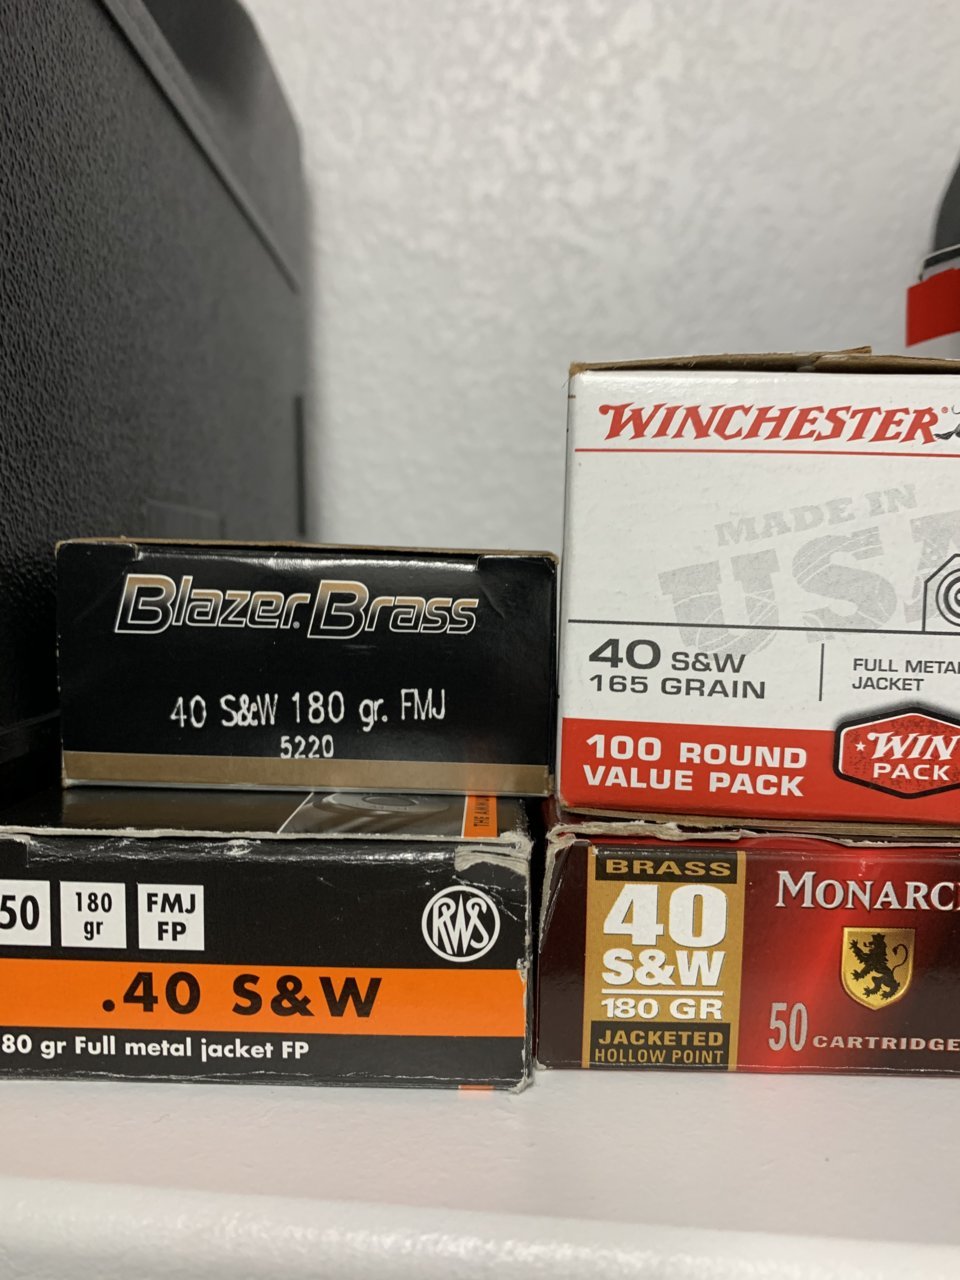 Blazer Brass
40 S&W 180 gr. FMJ
5220
WINCHESTER
MADE IN
USA
40 S&W
165 GRAIN
FULL METAL
JACKET
100 ROUND
VALUE PACK
WIN
PACK
50
180
gr
FMJ
FP
RWS
.40 S&W
80 gr Full metal jacket FP
BRASS
40
S&W
180 GR
JACKETED
HOLLOW POINT
MONARC
50 CARTRIDGE